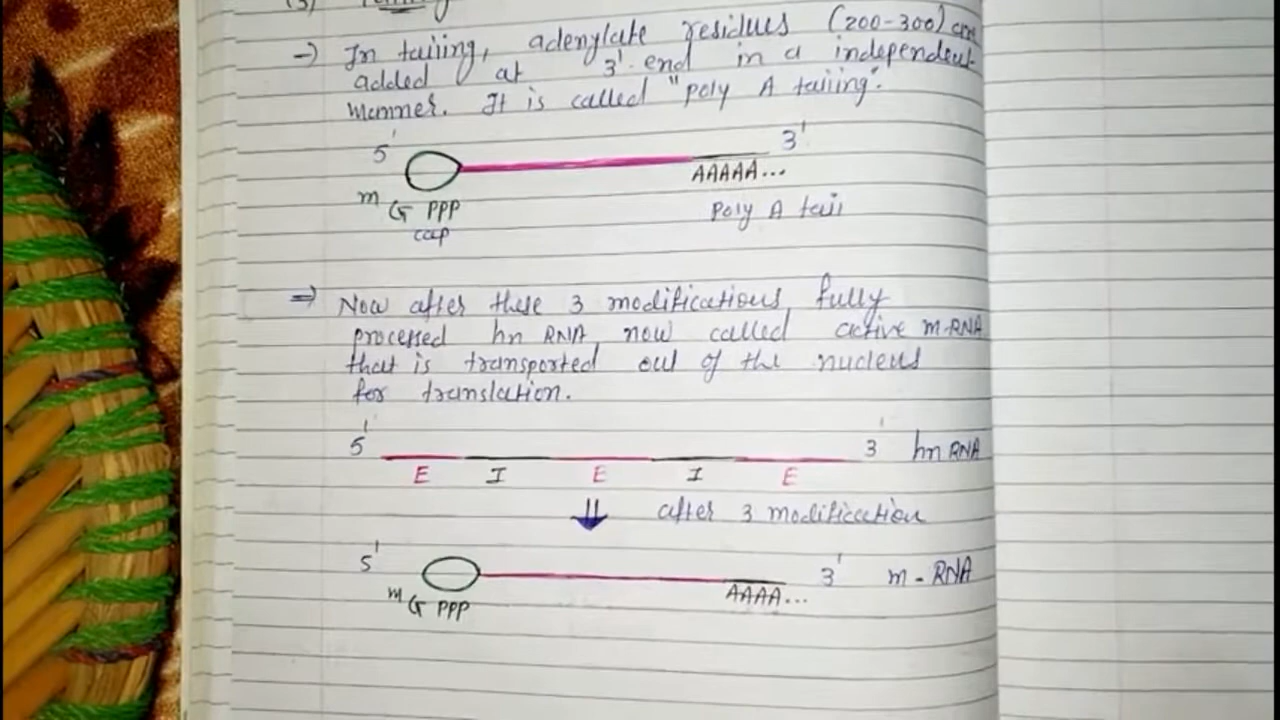 (3) Tailing
→ In tailing, adenylate residues (200-300) are
added at 3' end in a independent
manner. It is called "poly A tailing".
5' 3'
AAAAA...
m G PPP Poly A tail
cap
⇒ Now after these 3 modifications, fully
processed hn RNA, now called active m-RNA
that is transported out of the nucleus
for translation.
5' 3' hn RNA
E I E I E
after 3 modification
5' 3' m-RNA
m G PPP AAAA...